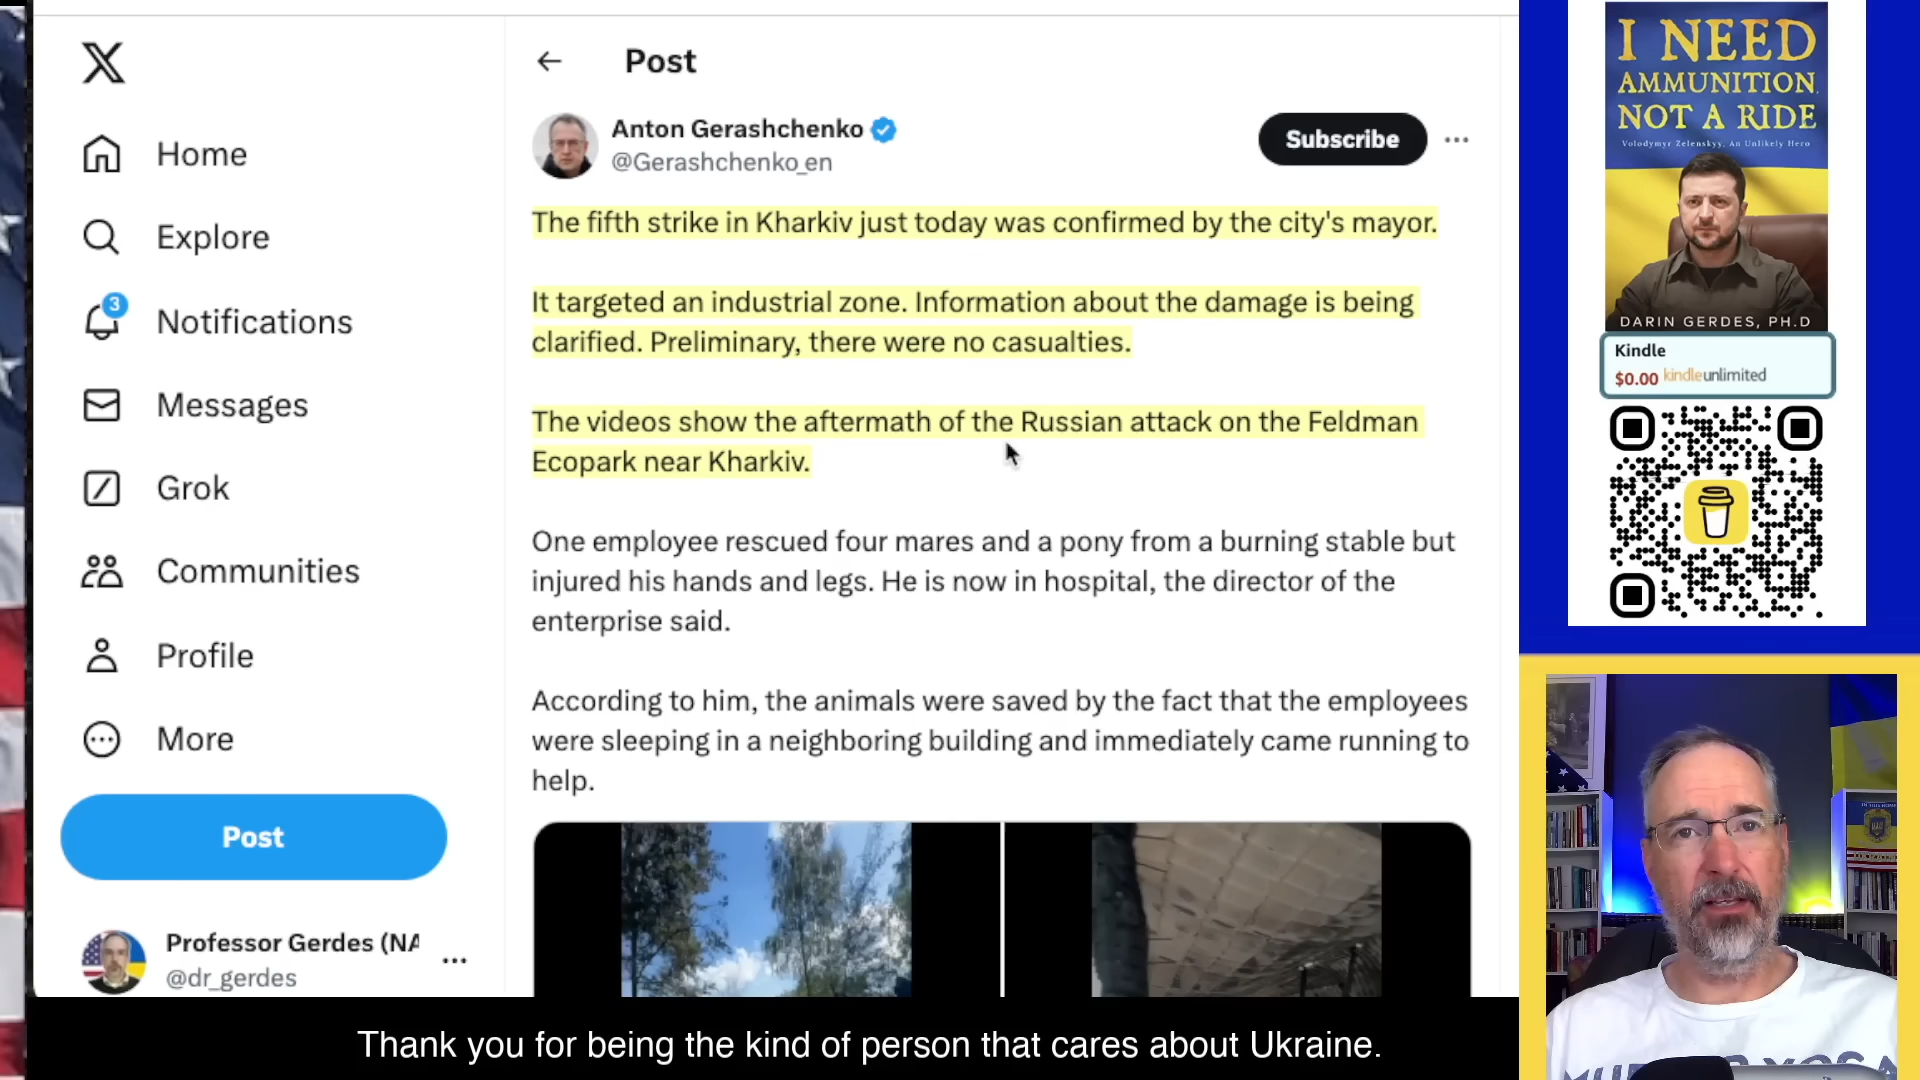 Post
Anton Gerashchenko
@Gerashchenko_en
Subscribe
Home
Explore
3
Notifications
Messages
Grok
Communities
Profile
More
Post
Professor Gerdes (NA
@dr_gerdes
The fifth strike in Kharkiv just today was confirmed by the city's mayor.
It targeted an industrial zone. Information about the damage is being
clarified. Preliminary, there were no casualties.
The videos show the aftermath of the Russian attack on the Feldman
Ecopark near Kharkiv.
One employee rescued four mares and a pony from a burning stable but
injured his hands and legs. He is now in hospital, the director of the
enterprise said.
According to him, the animals were saved by the fact that the employees
were sleeping in a neighboring building and immediately came running to
help.
Thank you for being the kind of person that cares about Ukraine.
I NEED
AMMUNITION,
NOT A RIDE
Volodymyr Zelenskyy, An Unlikely Hero
DARIN GERDES, PH.D
Kindle
$0.00 kindleunlimited